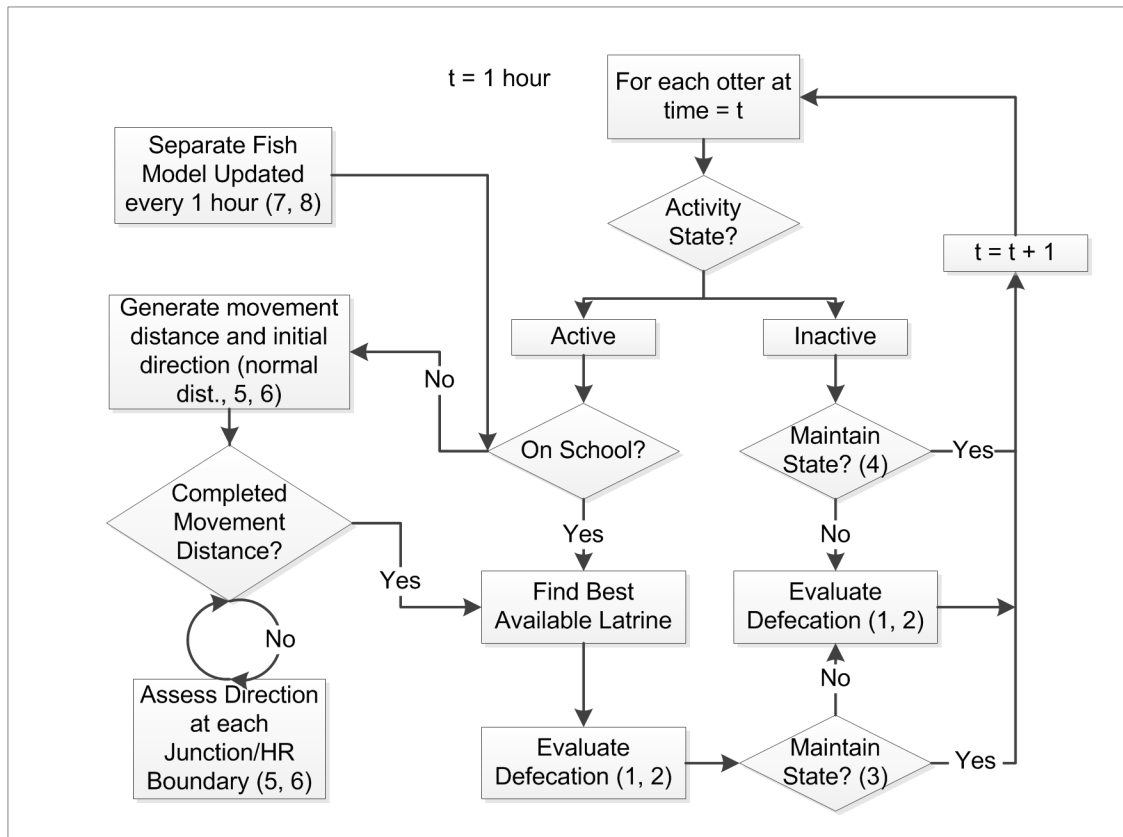 t = 1 hour
For each otter at
time = t
Separate Fish
Model Updated
every 1 hour (7, 8)
Activity
State?
t = t + 1
Generate movement
distance and initial
direction (normal
dist., 5, 6)
Active
Inactive
No
On School?
Maintain
State? (4)
Yes
Completed
Movement
Distance?
Yes
Yes
No
Find Best
Available Latrine
Evaluate
Defecation (1, 2)
No
Assess Direction
at each
Junction/HR
Boundary (5, 6)
No
Evaluate
Defecation (1, 2)
Maintain
State? (3)
Yes